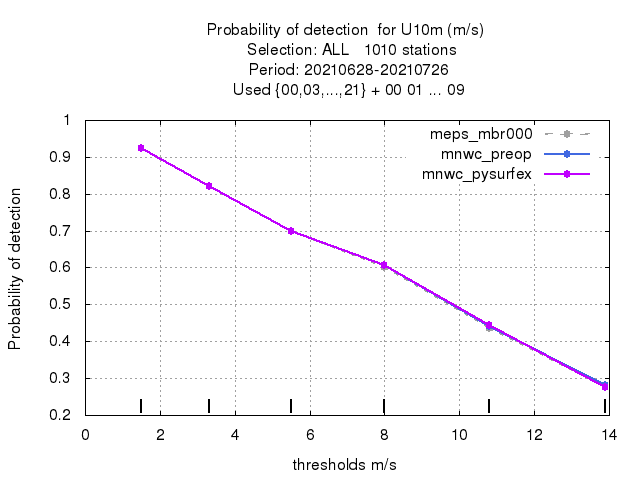 Probability of detection  for U10m (m/s)
Selection: ALL   1010 stations
Period: 20210628-20210726
Used {00,03,...,21} + 00 01 ... 09
meps_mbr000
mnwc_preop
mnwc_pysurfex
Probability of detection
1
0.9
0.8
0.7
0.6
0.5
0.4
0.3
0.2
0 2 4 6 8 10 12 14
thresholds m/s